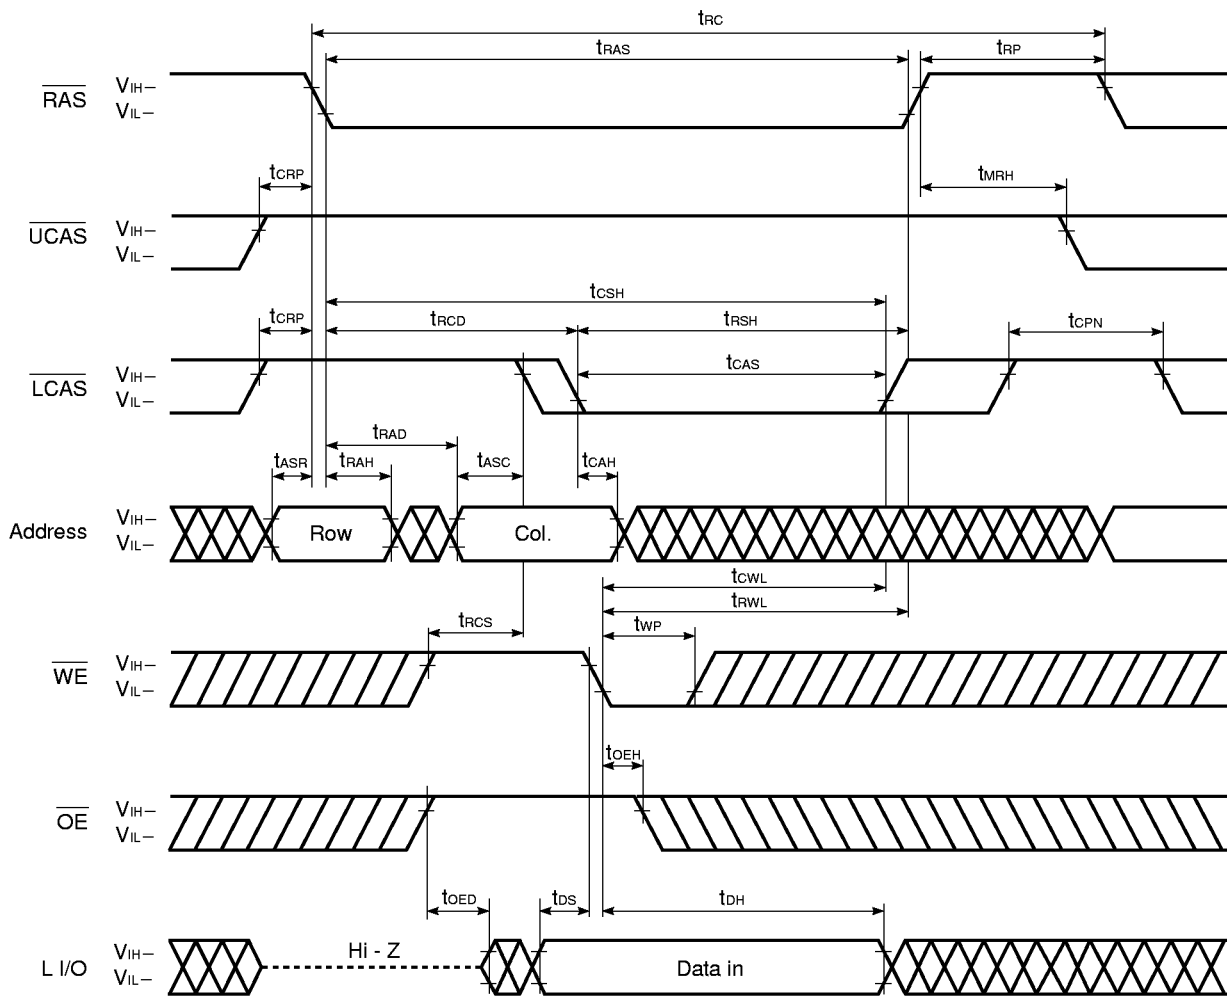 tRC
tRAS
tRP
RAS
VIH–
VIL–
tCRP
tMRH
UCAS
VIH–
VIL–
tCSH
tCRP
tRCD
tRSH
tCPN
LCAS
VIH–
VIL–
tCAS
tRAD
tASR
tRAH
tASC
tCAH
Address
VIH–
VIL–
Row
Col.
tCWL
tRWL
tRCS
tWP
WE
VIH–
VIL–
tOEH
OE
VIH–
VIL–
tOED
tDS
tDH
L I/O
VIH–
VIL–
Hi - Z
Data in